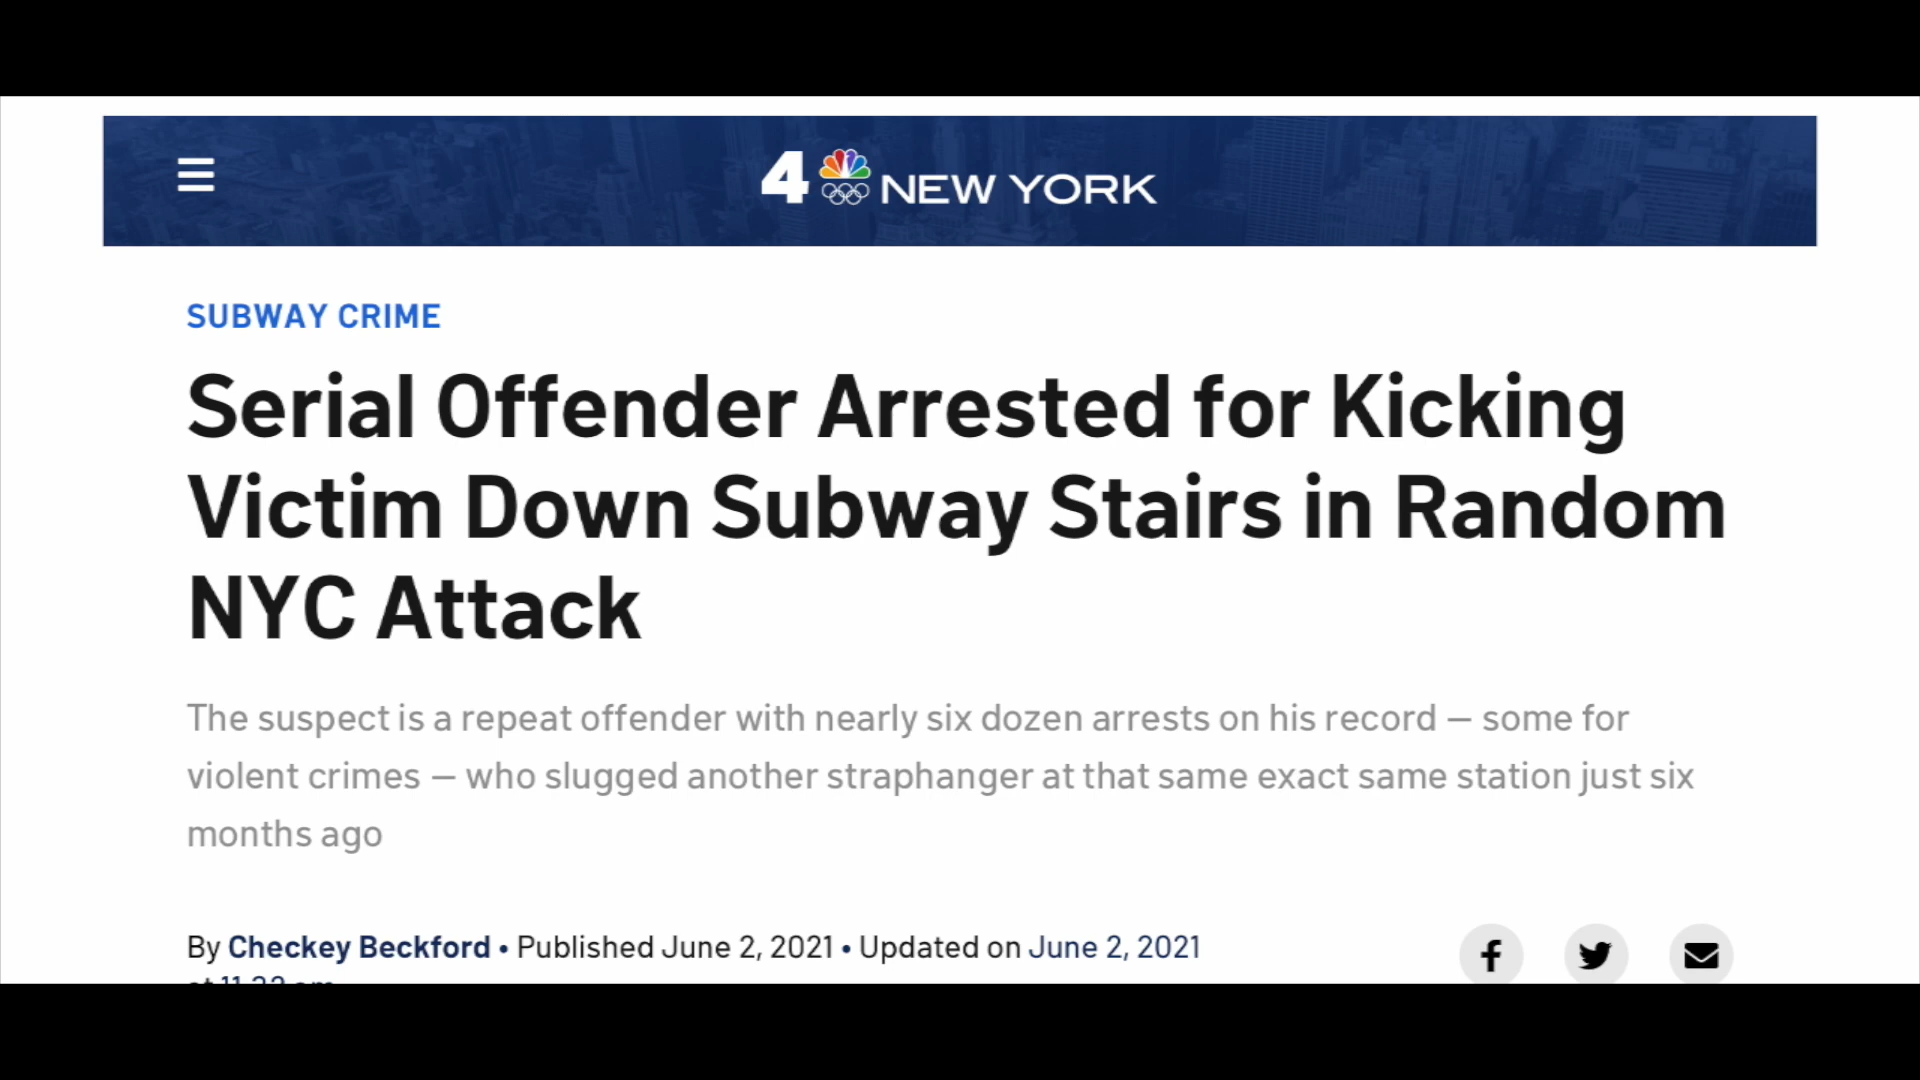 4 NEW YORK
SUBWAY CRIME
Serial Offender Arrested for Kicking
Victim Down Subway Stairs in Random
NYC Attack
The suspect is a repeat offender with nearly six dozen arrests on his record — some for
violent crimes — who slugged another straphanger at that same exact same station just six
months ago
By Checkey Beckford • Published June 2, 2021 • Updated on June 2, 2021